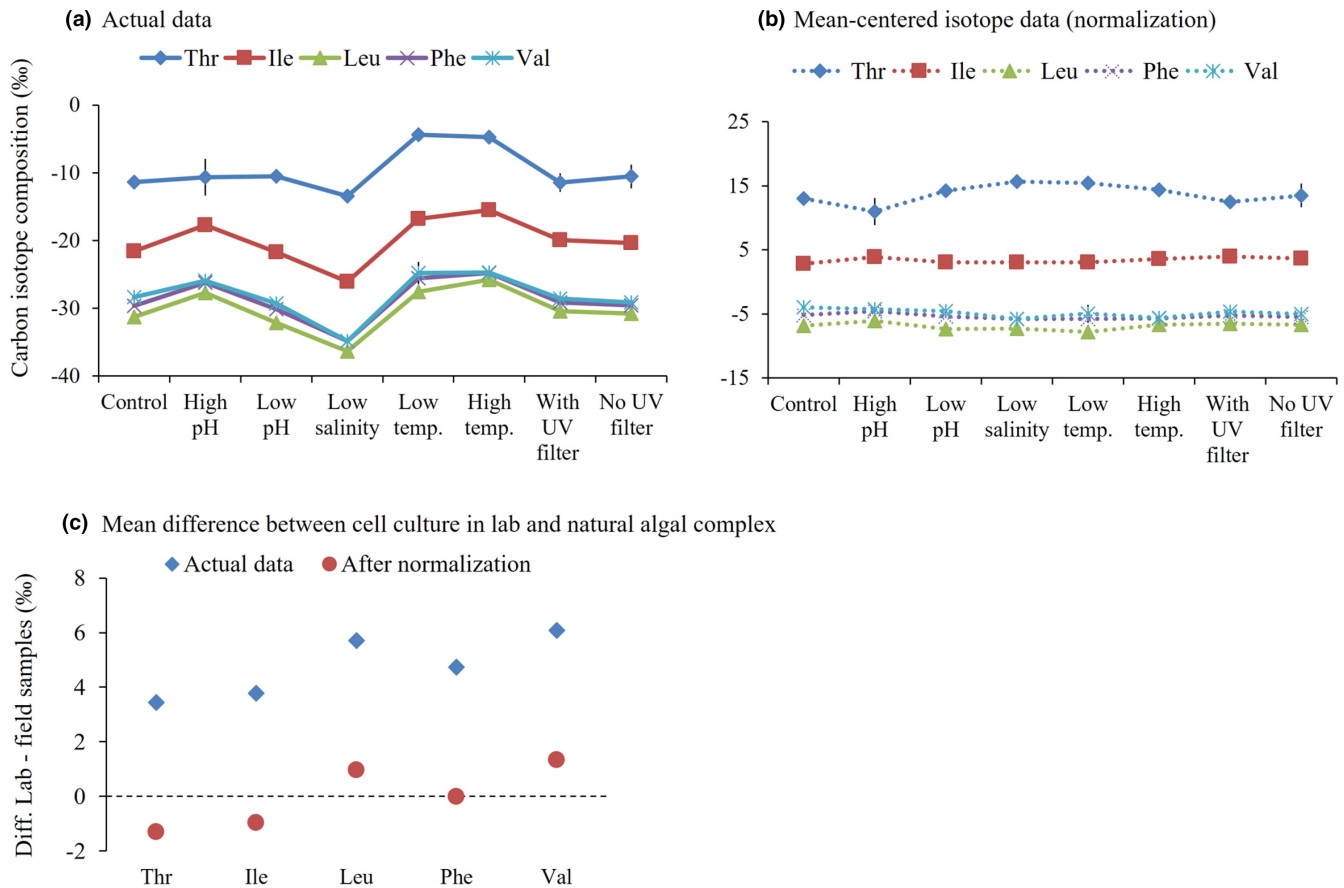 (a) Actual data
Thr Ile Leu Phe Val
Carbon isotope composition (‰)
0
-10
-20
-30
-40
Control High pH Low pH Low salinity Low temp. High temp. With UV filter No UV filter
(b) Mean-centered isotope data (normalization)
Thr Ile Leu Phe Val
25
15
5
-5
-15
Control High pH Low pH Low salinity Low temp. High temp. With UV filter No UV filter
(c) Mean difference between cell culture in lab and natural algal complex
Actual data After normalization
Diff. Lab - field samples (‰)
8
6
4
2
0
-2
Thr Ile Leu Phe Val